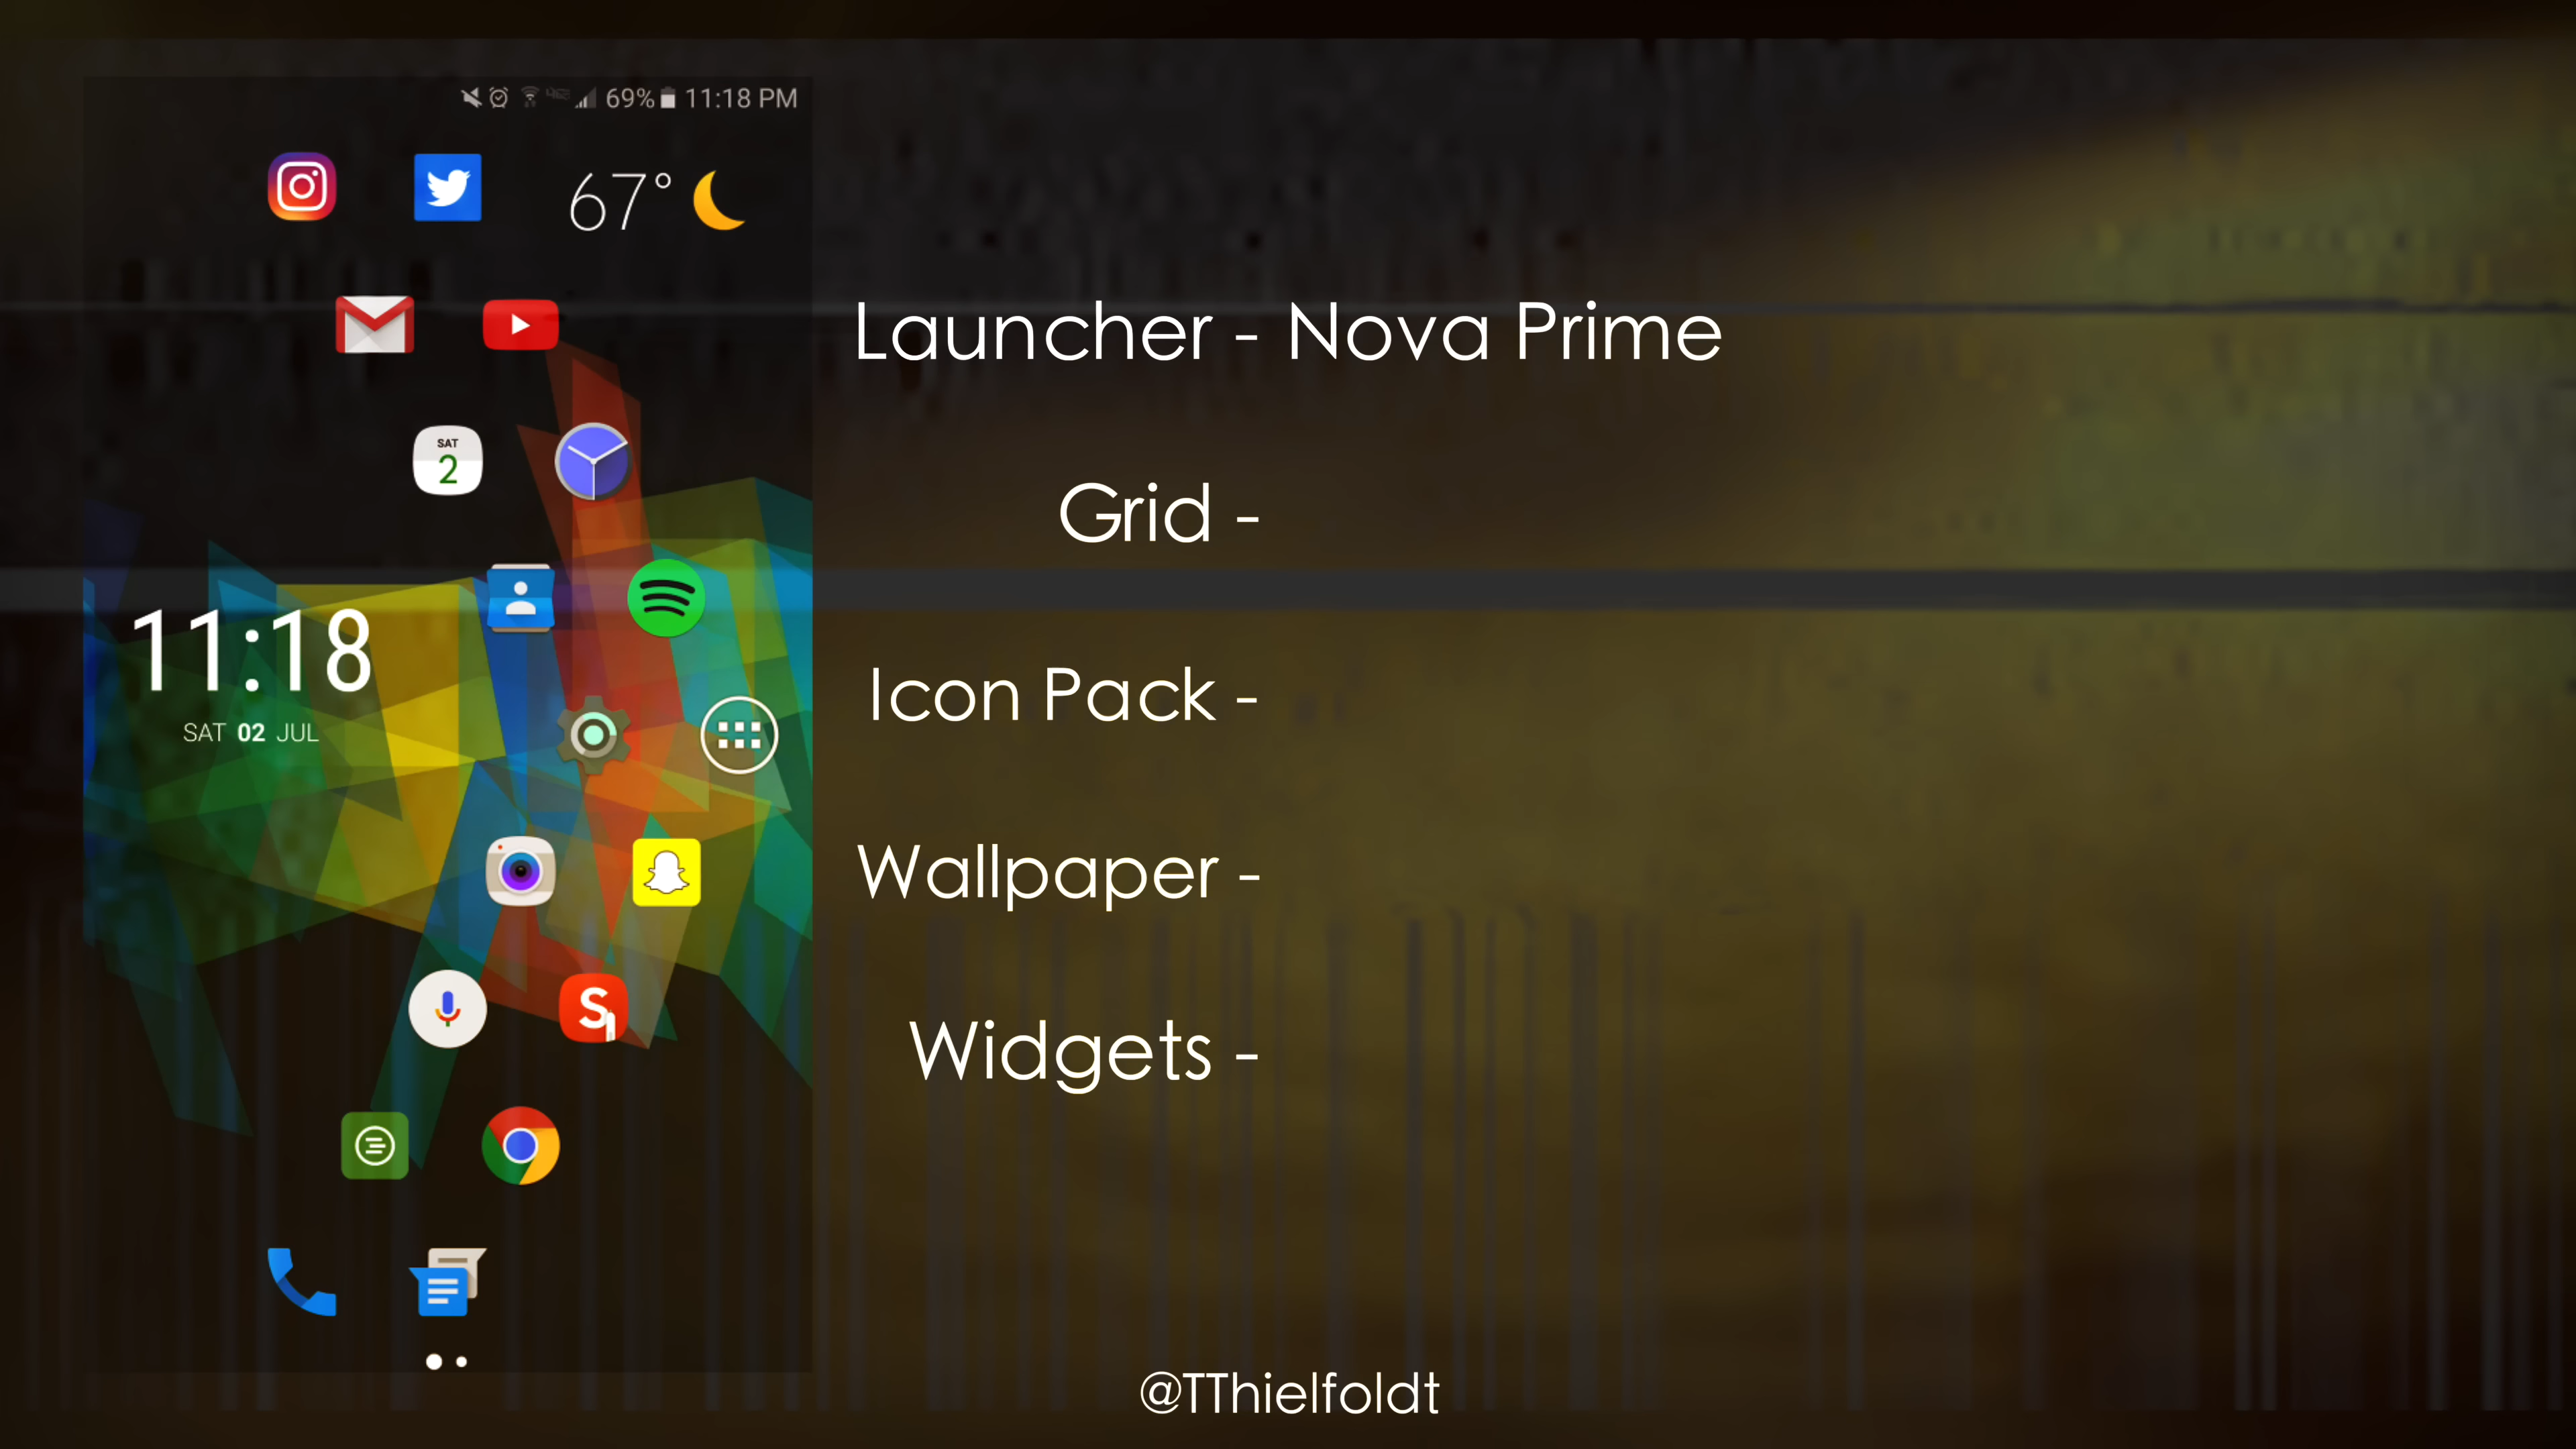 69% 11:18 PM
67°
Launcher - Nova Prime
SAT
2
Grid -
11:18
SAT 02 JUL
Icon Pack -
Wallpaper -
S
Widgets -
@TThielfoldt